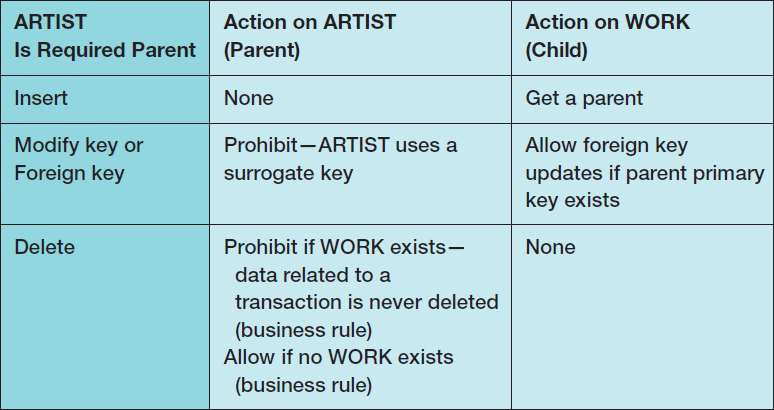 ARTIST
Is Required Parent
Action on ARTIST
(Parent)
Action on WORK
(Child)
Insert
None
Get a parent
Modify key or
Foreign key
Prohibit—ARTIST uses a
surrogate key
Allow foreign key
updates if parent primary
key exists
Delete
Prohibit if WORK exists—
data related to a
transaction is never deleted
(business rule)
Allow if no WORK exists
(business rule)
None